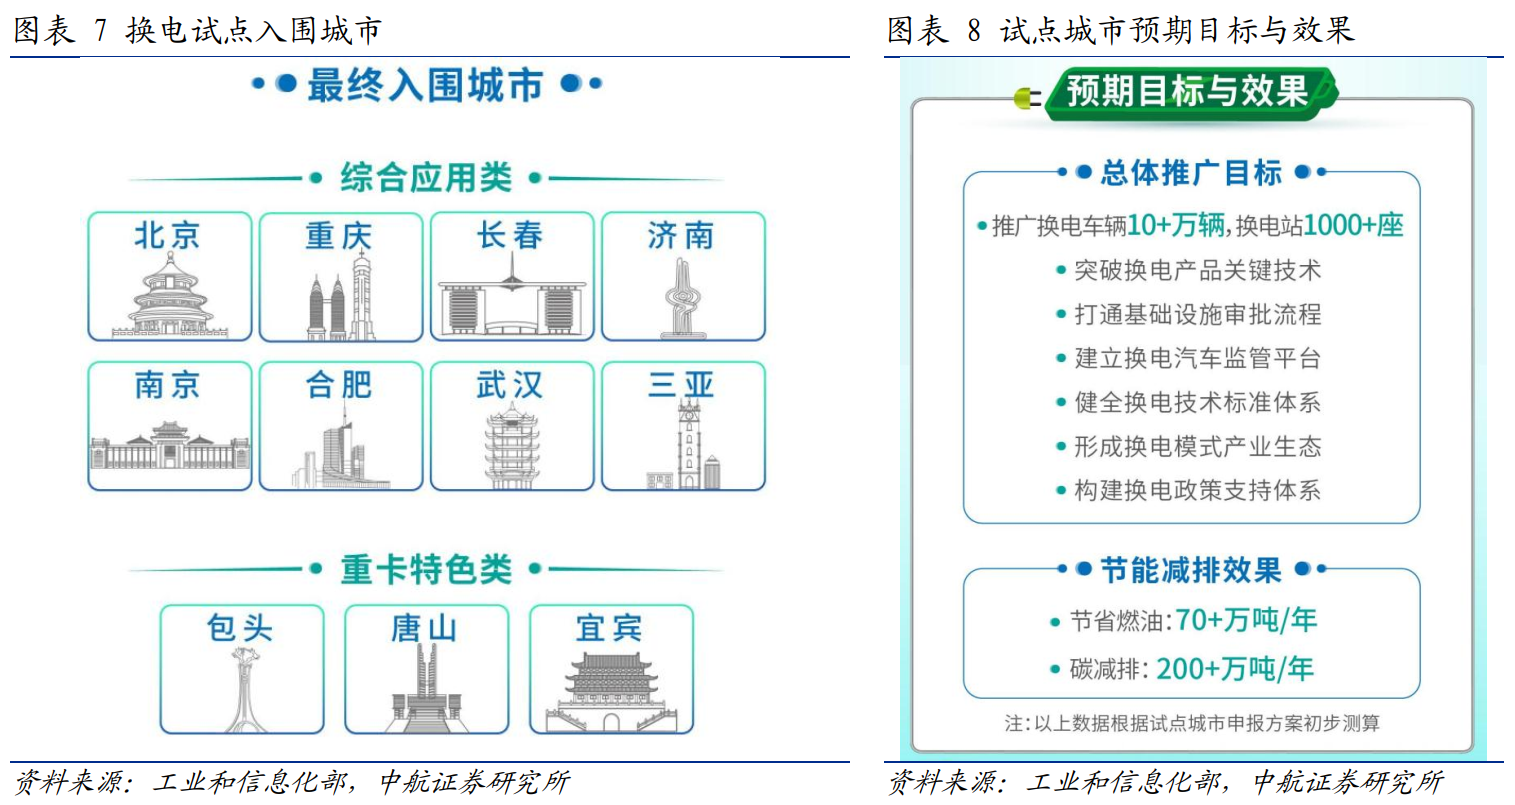 图表 7 换电试点入围城市
最终入围城市
综合应用类
北京
重庆
长春
济南
南京
合肥
武汉
三亚
重卡特色类
包头
唐山
宜宾
资料来源：工业和信息化部，中航证券研究所
图表 8 试点城市预期目标与效果
预期目标与效果
总体推广目标
•推广换电车辆10+万辆,换电站1000+座
•突破换电产品关键技术
•打通基础设施审批流程
•建立换电汽车监管平台
•健全换电技术标准体系
•形成换电模式产业生态
•构建换电政策支持体系
节能减排效果
•节省燃油：70+万吨/年
•碳减排：200+万吨/年
注：以上数据根据试点城市申报方案初步测算
资料来源：工业和信息化部，中航证券研究所